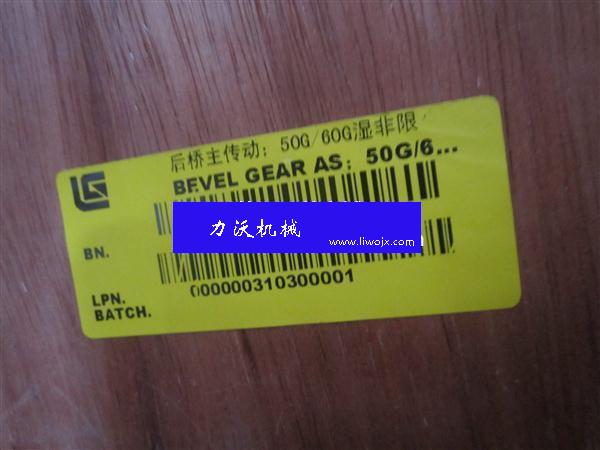 后桥主传动: 50G/60G湿非限
BEVEL GEAR AS: 50G/6...
力沃机械
www.liwojx.com
BN.
LPN.
000000310300001
BATCH.